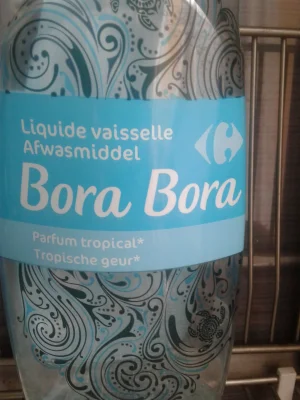 Liquide vaisselle
Afwasmiddel
Bora Bora
Parfum tropical*
Tropische geur*